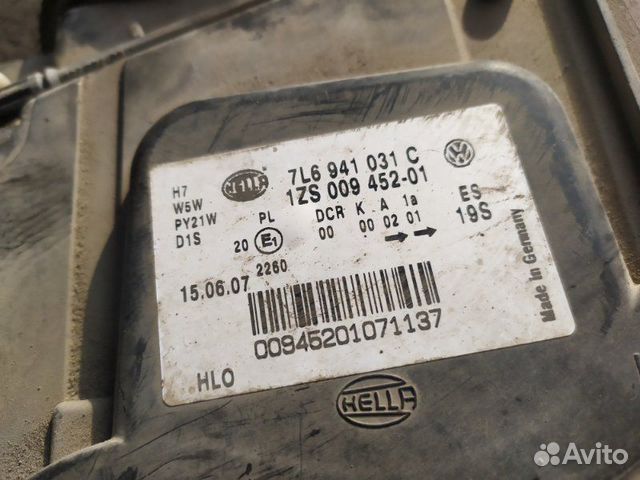 H7
W5W
PY21W
D1S
HELLA
7L6 941 031 C
1ZS 009 452-01
PL DCR K A 1a
20 E1 00 00 02 01
2260
ES
19S
15.06.07
Made in Germany
00945201071137
HLO
HELLA
Avito